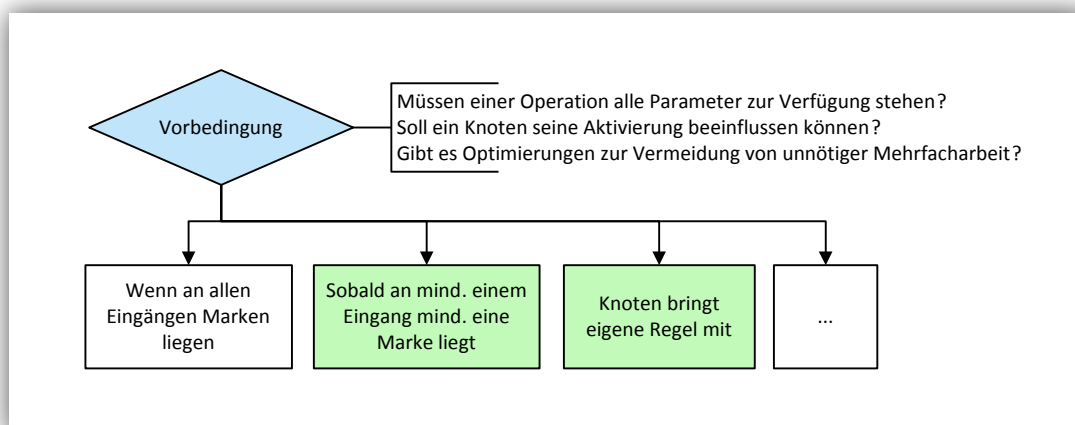 Vorbedingung
Müssen einer Operation alle Parameter zur Verfügung stehen?
Soll ein Knoten seine Aktivierung beeinflussen können?
Gibt es Optimierungen zur Vermeidung von unnötiger Mehrfacharbeit?
Wenn an allen
Eingängen Marken
liegen
Sobald an mind. einem
Eingang mind. eine
Marke liegt
Knoten bringt
eigene Regel mit
...